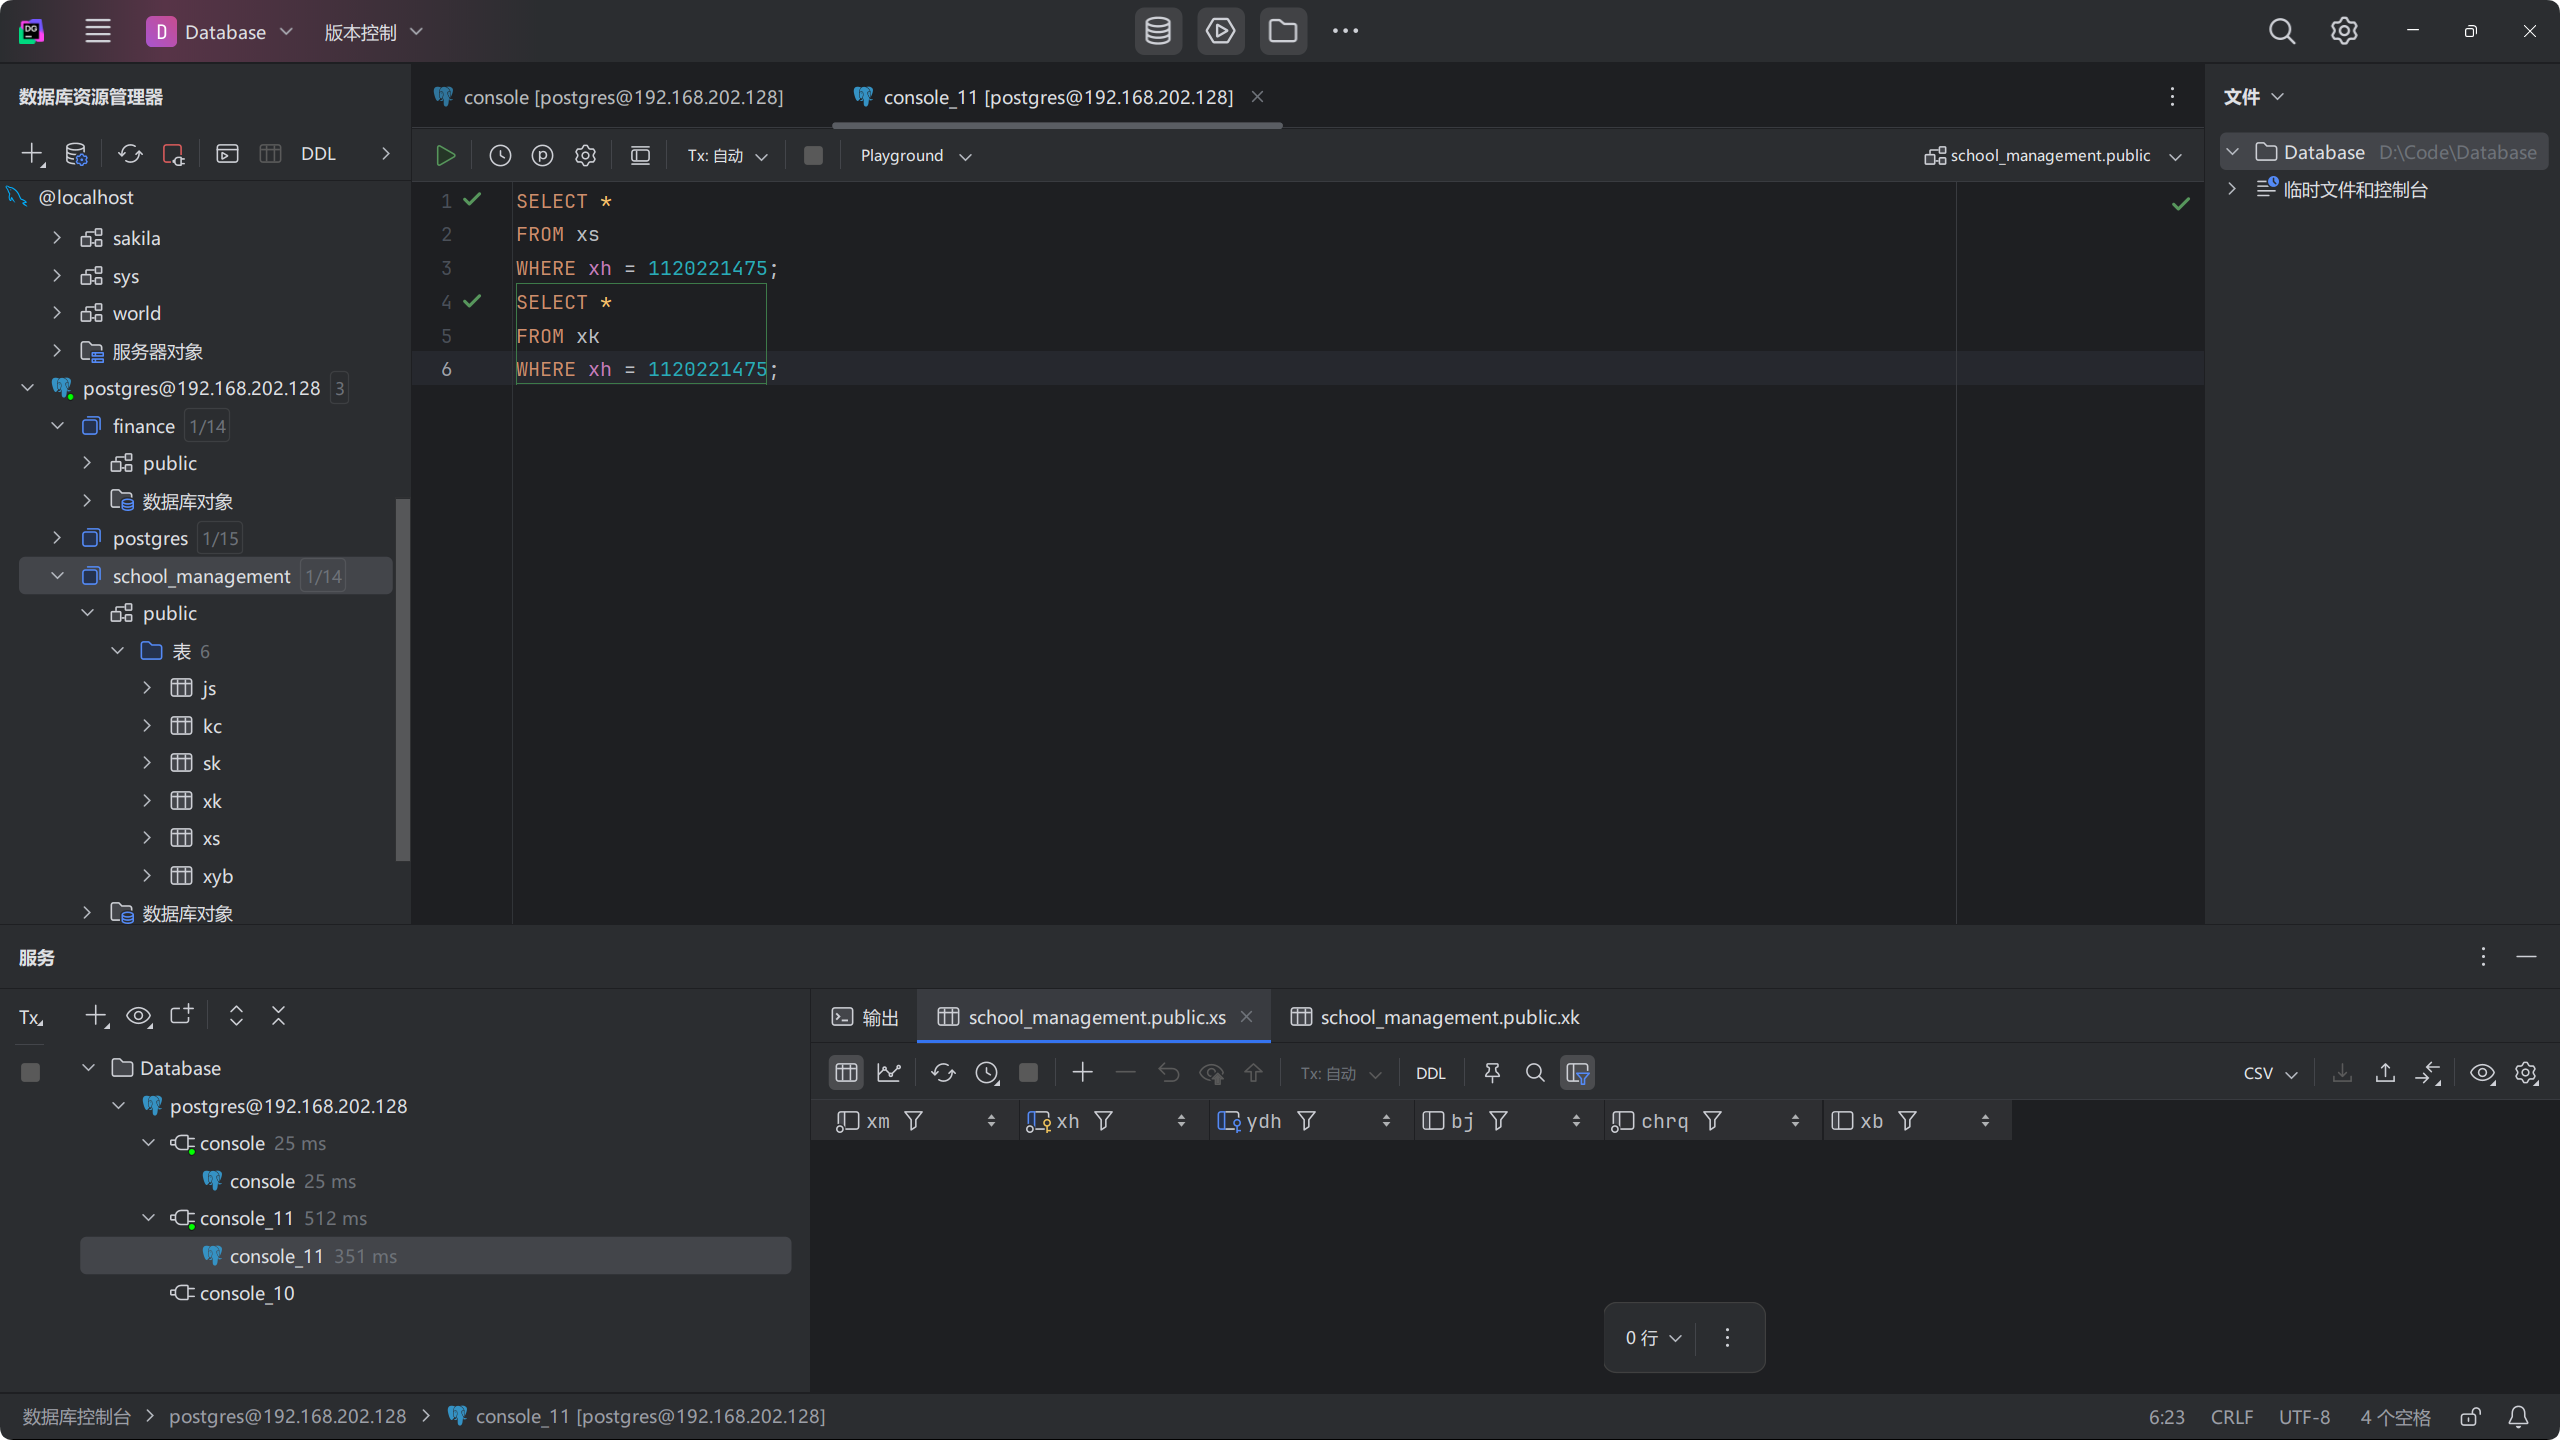 DG
D Database 版本控制
数据库资源管理器
DDL
@localhost
sakila
sys
world
服务器对象
postgres@192.168.202.128 3
finance 1/14
public
数据库对象
postgres 1/15
school_management 1/14
public
表 6
js
kc
sk
xk
xs
xyb
数据库对象
console [postgres@192.168.202.128]
console_11 [postgres@192.168.202.128]
Tx: 自动
Playground
school_management.public
1 SELECT *
2 FROM xs
3 WHERE xh = 1120221475;
4 SELECT *
5 FROM xk
6 WHERE xh = 1120221475;
文件
Database D:\Code\Database
临时文件和控制台
服务
Tx
Database
postgres@192.168.202.128
console 25 ms
console 25 ms
console_11 512 ms
console_11 351 ms
console_10
输出
school_management.public.xs
school_management.public.xk
Tx: 自动
DDL
CSV
xm xh ydh bj chrq xb
0 行
数据库控制台 postgres@192.168.202.128 console_11 [postgres@192.168.202.128]
6:23 CRLF UTF-8 4 个空格